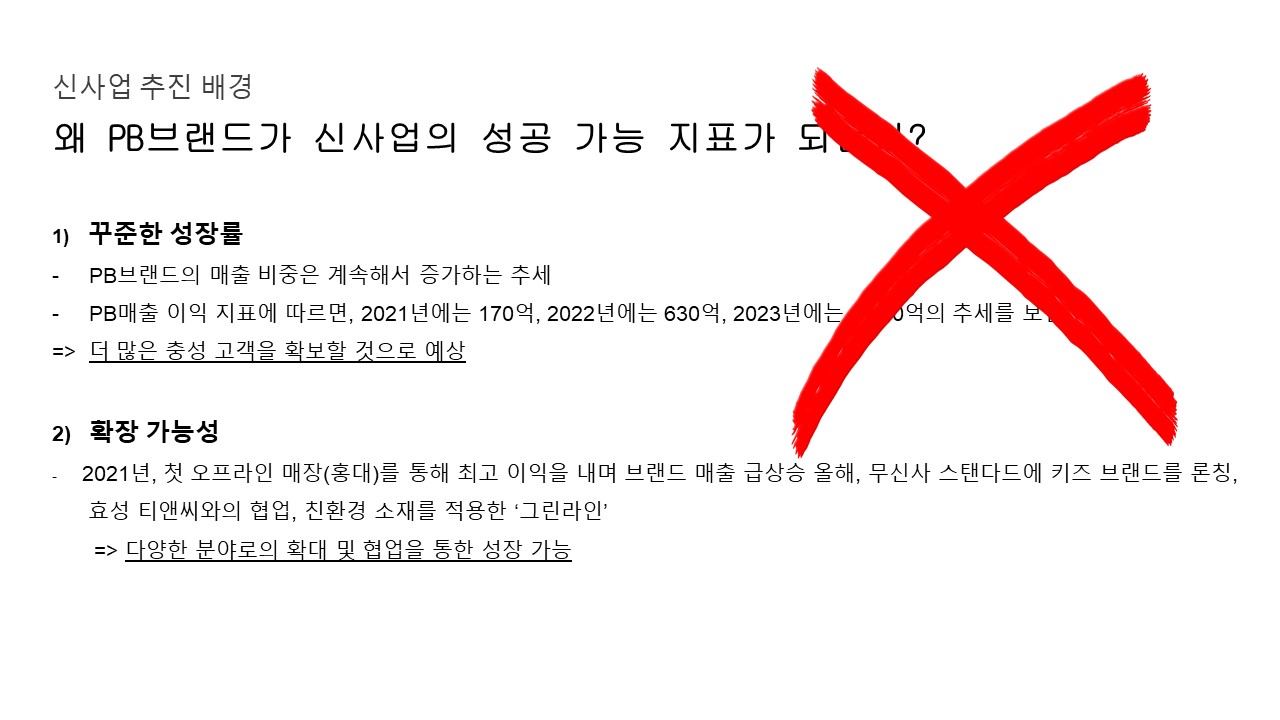 신사업 추진 배경
왜 PB브랜드가 신사업의 성공 가능 지표가 ?
1) 꾸준한 성장률
- PB브랜드의 매출 비중은 계속해서 증가하는 추세
- PB매출 이익 지표에 따르면, 2021년에는 170억, 2022년에는 630억, 2023년에는 추세를
=> 더 많은 충성 고객을 확보할 것으로 예상
2) 확장 가능성
- 2021년, 첫 오프라인 매장(홍대)를 통해 최고 이익을 내며 브랜드 매출 급상승 올해, 무신사 스탠다드에 키즈 브랜드를 론칭,
효성 티앤씨와의 협업, 친환경 소재를 적용한 ‘그린라인’
=> 다양한 분야로의 확대 및 협업을 통한 성장 가능